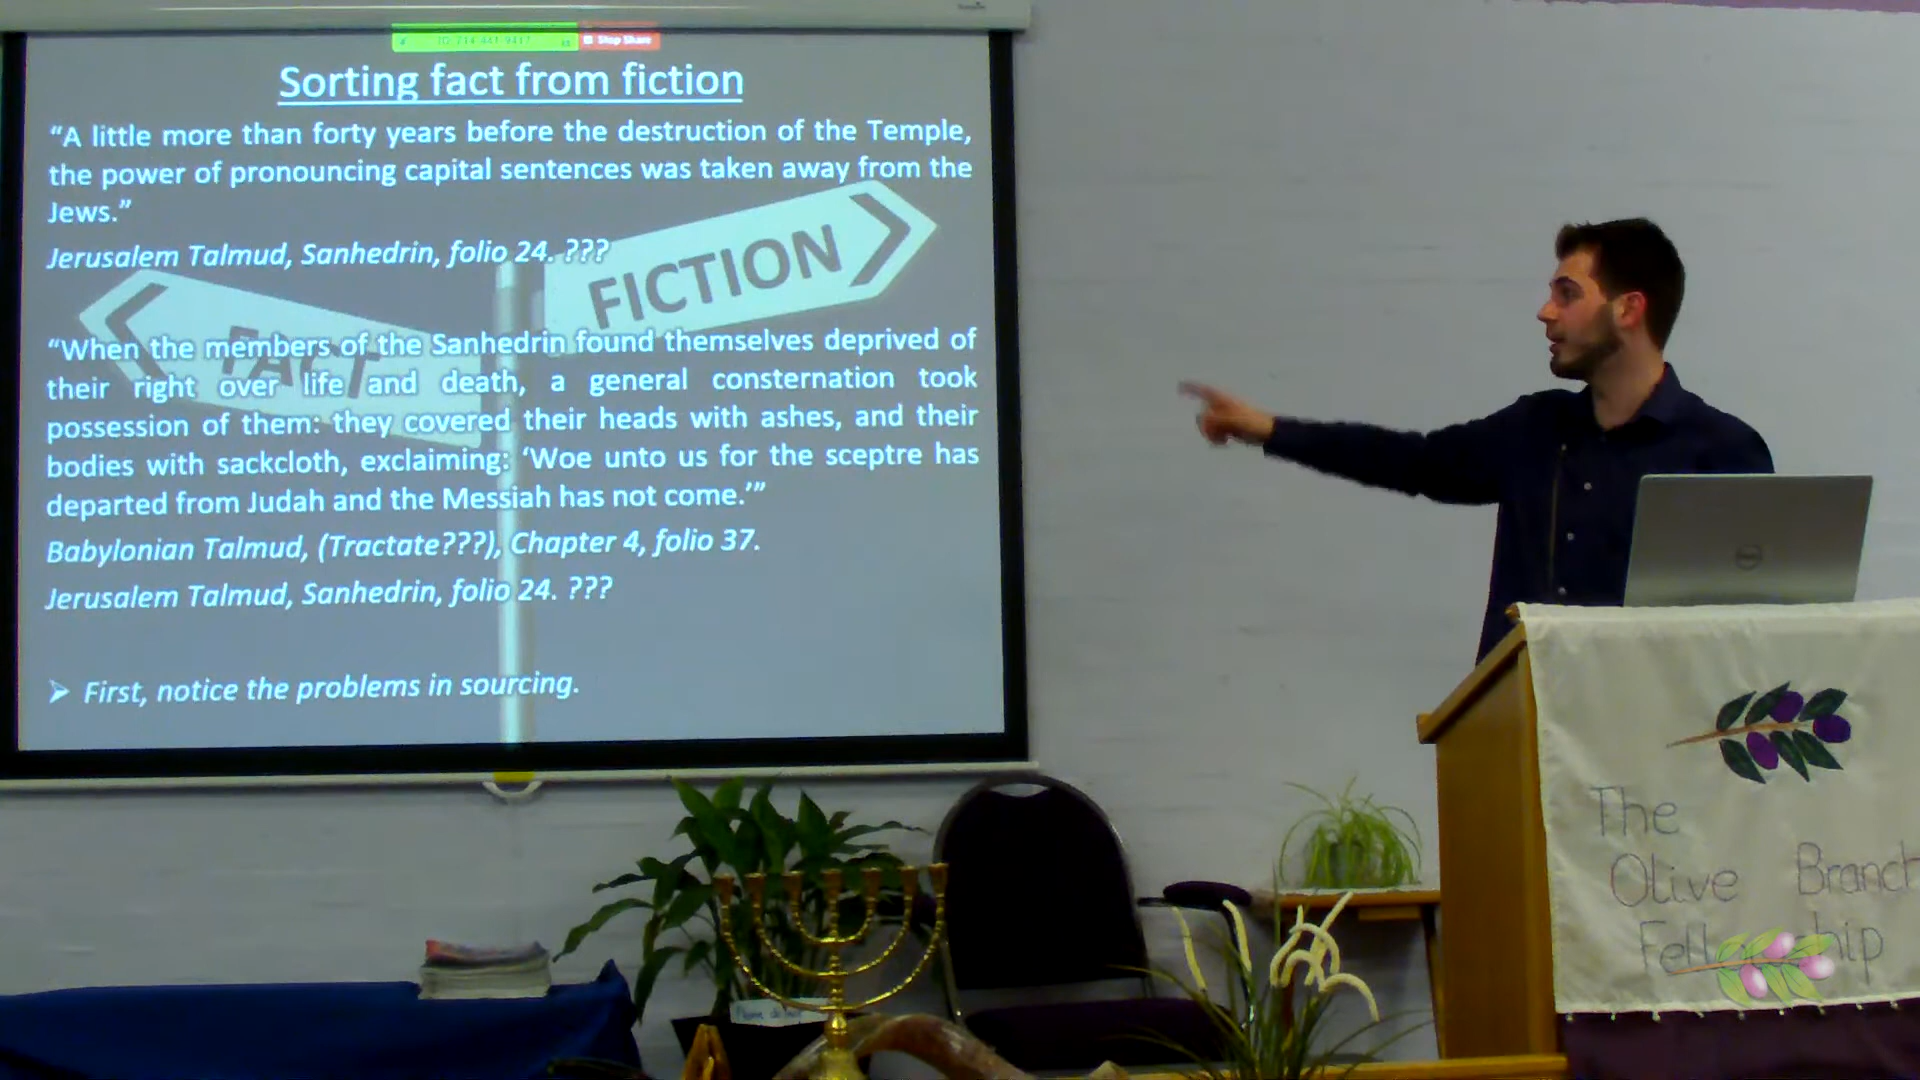 Stop Share
Sorting fact from fiction
“A little more than forty years before the destruction of the Temple,
the power of pronouncing capital sentences was taken away from the
Jews.”
Jerusalem Talmud, Sanhedrin, folio 24. ???
FICTION
FACT
“When the members of the Sanhedrin found themselves deprived of
their right over life and death, a general consternation took
possession of them: they covered their heads with ashes, and their
bodies with sackcloth, exclaiming: ‘Woe unto us for the sceptre has
departed from Judah and the Messiah has not come.’”
Babylonian Talmud, (Tractate???), Chapter 4, folio 37.
Jerusalem Talmud, Sanhedrin, folio 24. ???
➢ First, notice the problems in sourcing.
DELL
The
Olive Branch
Fellowship